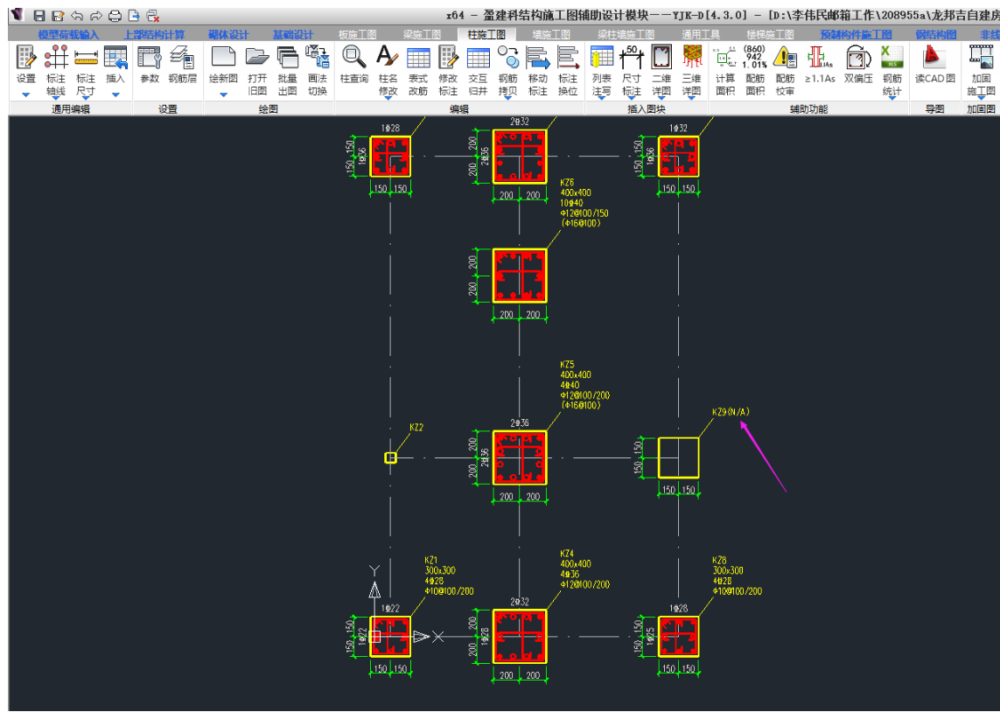 x64 - 盈建科结构施工图辅助设计模块——YJK-D[4.3.0] - [D:\李伟民邮箱工作\208955a\龙邦吉自建房
模型荷载输入 上部结构计算 砌体设计 基础设计 板施工图 梁施工图 柱施工图 墙施工图 梁柱墙施工图 通用工具 楼梯施工图 预制构件施工图 钢结构图 非线
设置 标注轴线 标注尺寸 插入 参数 钢筋层 绘新图 打开旧图 批量出图 画法切换 柱查询 柱名修改 表式改筋 修改标注 交互归并 钢筋拷贝 移动标注 标注换位 列表注写 尺寸标注 二维详图 三维详图 计算面积 配筋面积 配筋校审 ≥1.1As 双偏压 钢筋统计 读CAD图 加固施工图
通用编辑 设置 绘图 编辑 插入图块 辅助功能 导图 加固图
1Φ28
2Φ32
1Φ32
150 150 1Φ36
200 200 2Φ36
150 150 1Φ36
150 150
200 200
150 150
KZ6
400x400
10Φ40
Φ12@100/150
(Φ16@100)
200 200
200 200
KZ5
400x400
4Φ40
Φ12@100/200
(Φ16@100)
KZ2
2Φ36
200 200 2Φ36
200 200
KZ9(N/A)
150 150
150 150
KZ1
300x300
4Φ28
Φ10@100/200
KZ4
400x400
4Φ36
Φ12@100/200
KZ8
300x300
4Φ28
Φ10@100/200
Y
X
1Φ22
2Φ32
1Φ28
150 150 1Φ22
200 200 2Φ28
150 150 1Φ25
150 150
200 200
150 150